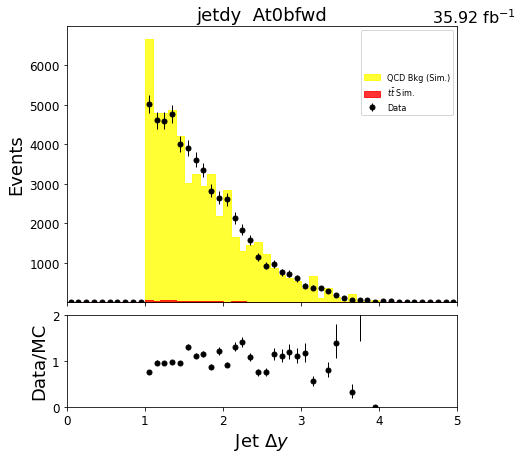 jetdy At0bfwd
35.92 fb⁻¹
QCD Bkg (Sim.)
tt̄ Sim.
Data
Events
6000
5000
4000
3000
2000
1000
Data/MC
2
1
0
0 1 2 3 4 5
Jet Δy